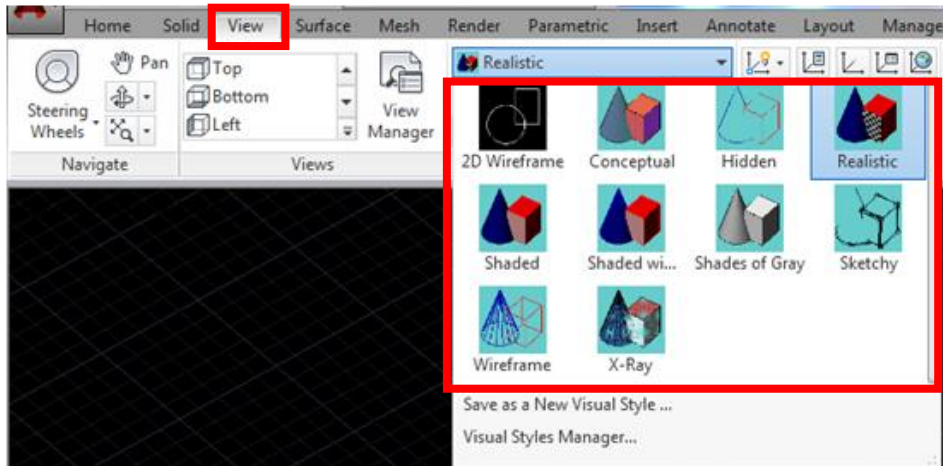 Home Solid View Surface Mesh Render Parametric Insert Annotate Layout Manage
Pan
Steering
Wheels
Navigate
Top
Bottom
Left
Views
View
Manager
Realistic
2D Wireframe Conceptual Hidden Realistic
Shaded Shaded wi... Shades of Gray Sketchy
Wireframe X-Ray
Save as a New Visual Style ...
Visual Styles Manager...